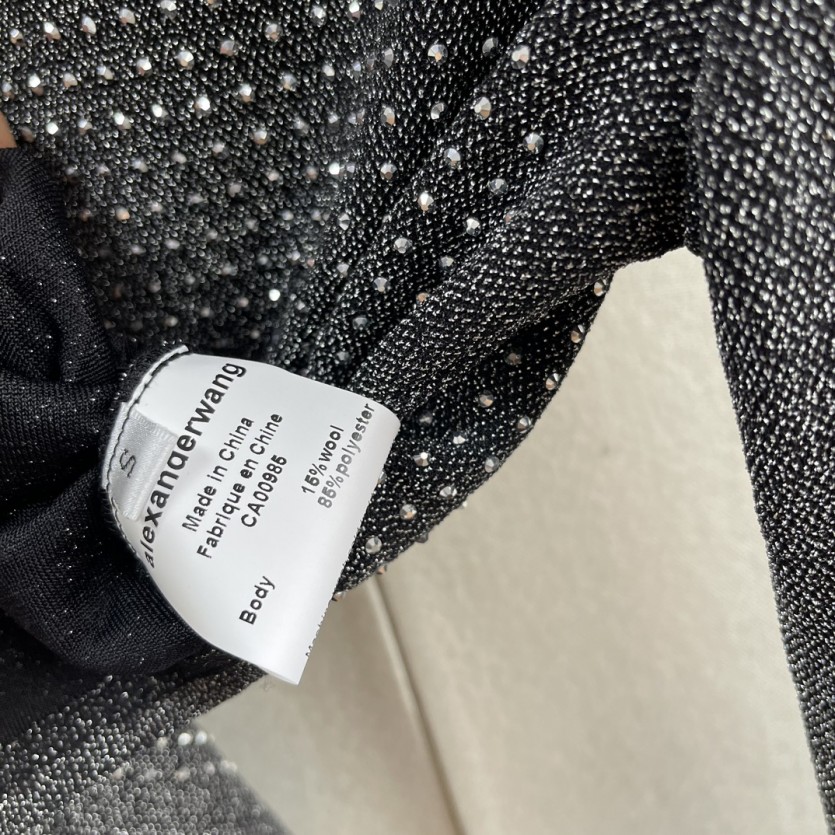 S
alexanderwang
Made in China
Fabrique en Chine
CA00985
15%wool
85%polyester
Body